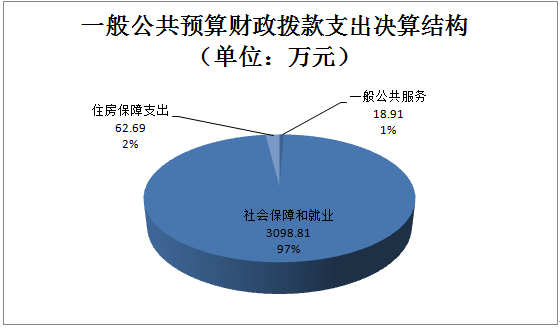 一般公共预算财政拨款支出决算结构
（单位：万元）
住房保障支出
62.69
2%
一般公共服务
18.91
1%
社会保障和就业
3098.81
97%